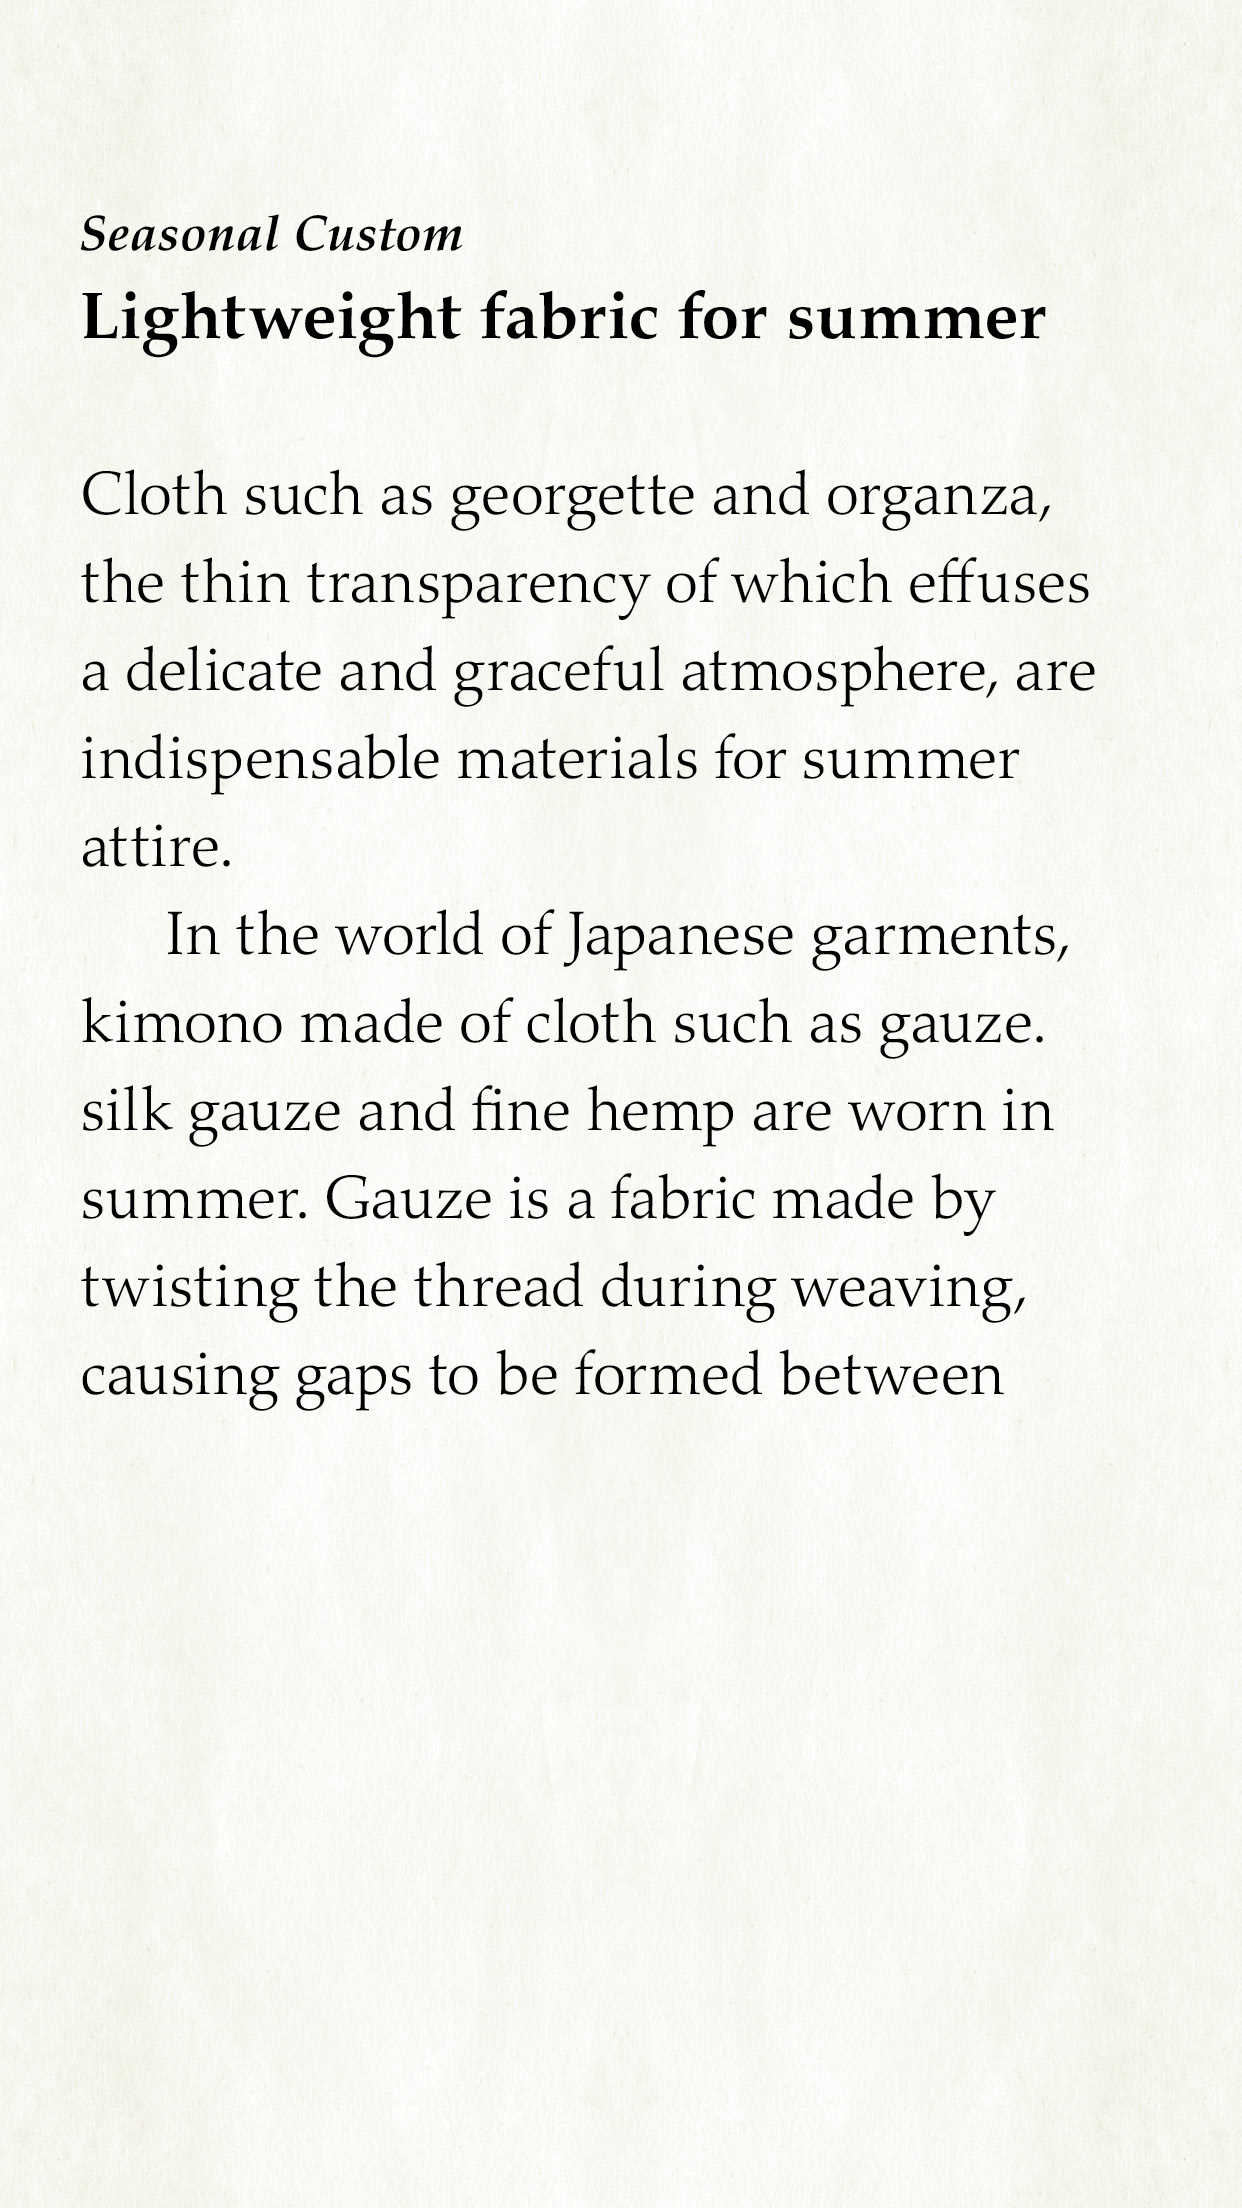 Seasonal Custom
Lightweight fabric for summer
Cloth such as georgette and organza,
the thin transparency of which effuses
a delicate and graceful atmosphere, are
indispensable materials for summer
attire.
In the world of Japanese garments,
kimono made of cloth such as gauze.
silk gauze and fine hemp are worn in
summer. Gauze is a fabric made by
twisting the thread during weaving,
causing gaps to be formed between